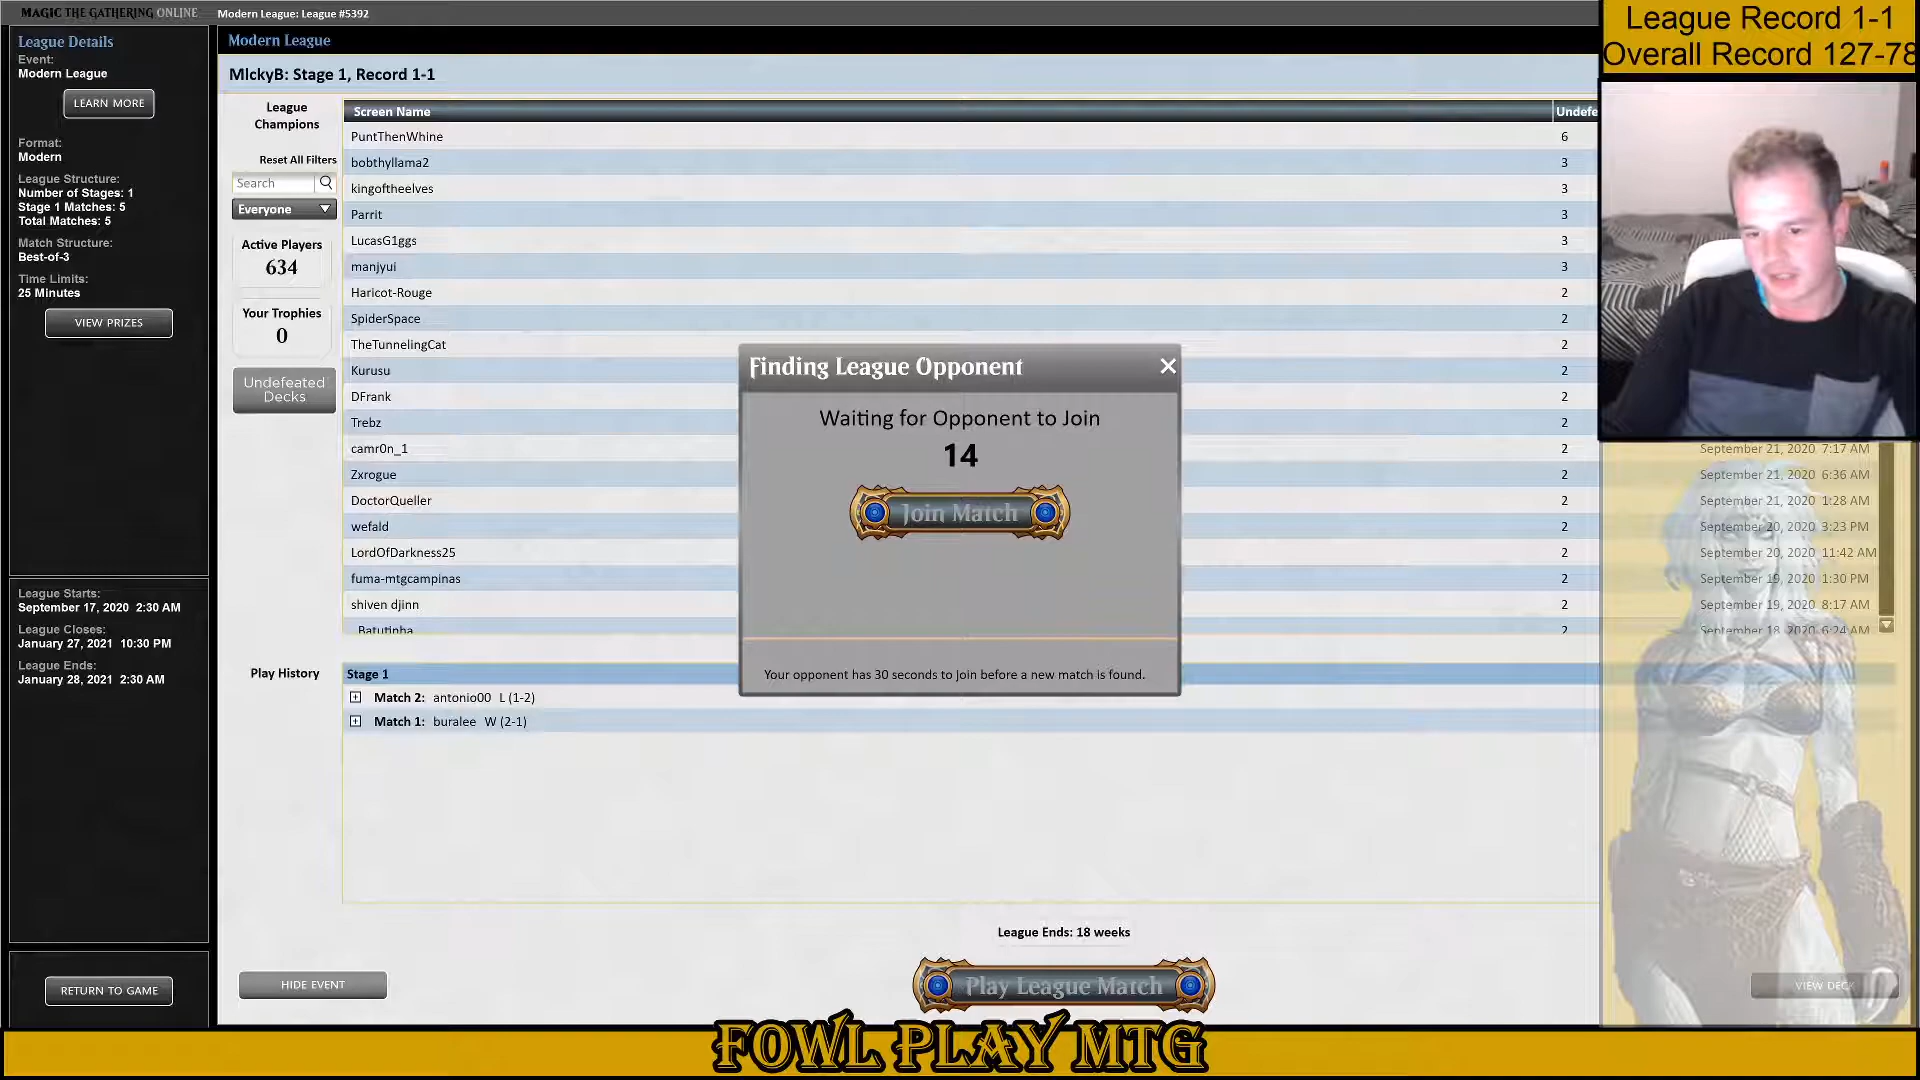 MAGIC THE GATHERING ONLINE
Modern League: League #5392
League Record 1-1
Overall Record 127-78
League Details
Event:
Modern League
LEARN MORE
Format:
Modern
League Structure:
Number of Stages: 1
Stage 1 Matches: 5
Total Matches: 5
Match Structure:
Best-of-3
Time Limits:
25 Minutes
VIEW PRIZES
League Starts:
September 17, 2020 2:30 AM
League Closes:
January 27, 2021 10:30 PM
League Ends:
January 28, 2021 2:30 AM
RETURN TO GAME
Modern League
MIckyB: Stage 1, Record 1-1
League
Champions
Reset All Filters
Search
Everyone
Active Players
634
Your Trophies
0
Undefeated
Decks
Screen Name Undefe
PuntThenWhine 6
bobthyllama2 3
kingoftheelves 3
Parrit 3
LucasG1ggs 3
manjyui 3
Haricot-Rouge 2
SpiderSpace 2
TheTunnelingCat 2
Kurusu 2
DFrank 2
Trebz 2
camr0n_1 2 September 21, 2020 7:17 AM
Zxrogue 2 September 21, 2020 6:36 AM
DoctorQueller 2 September 21, 2020 1:28 AM
wefald 2 September 20, 2020 3:23 PM
LordOfDarkness25 2 September 20, 2020 11:42 AM
fuma-mtgcampinas 2 September 19, 2020 1:30 PM
shiven djinn 2 September 19, 2020 8:17 AM
_Batutinha_ 2 September 18, 2020 6:24 AM
Finding League Opponent
Waiting for Opponent to Join
14
Join Match
Your opponent has 30 seconds to join before a new match is found.
Play History
Stage 1
Match 2: antonio00 L (1-2)
Match 1: buralee W (2-1)
League Ends: 18 weeks
HIDE EVENT
Play League Match
VIEW DECK
FOWL PLAY MTG